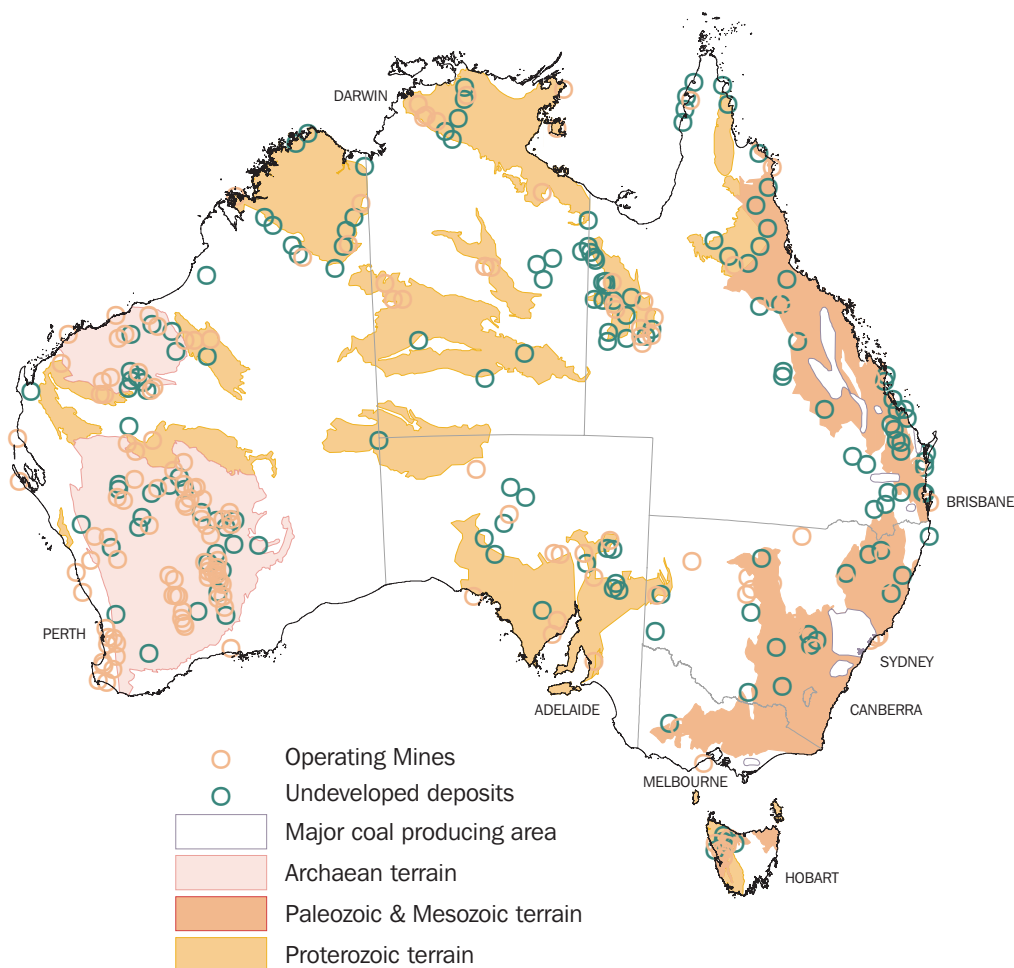 DARWIN
BRISBANE
PERTH
SYDNEY
ADELAIDE
CANBERRA
MELBOURNE
HOBART
Operating Mines
Undeveloped deposits
Major coal producing area
Archaean terrain
Paleozoic & Mesozoic terrain
Proterozoic terrain